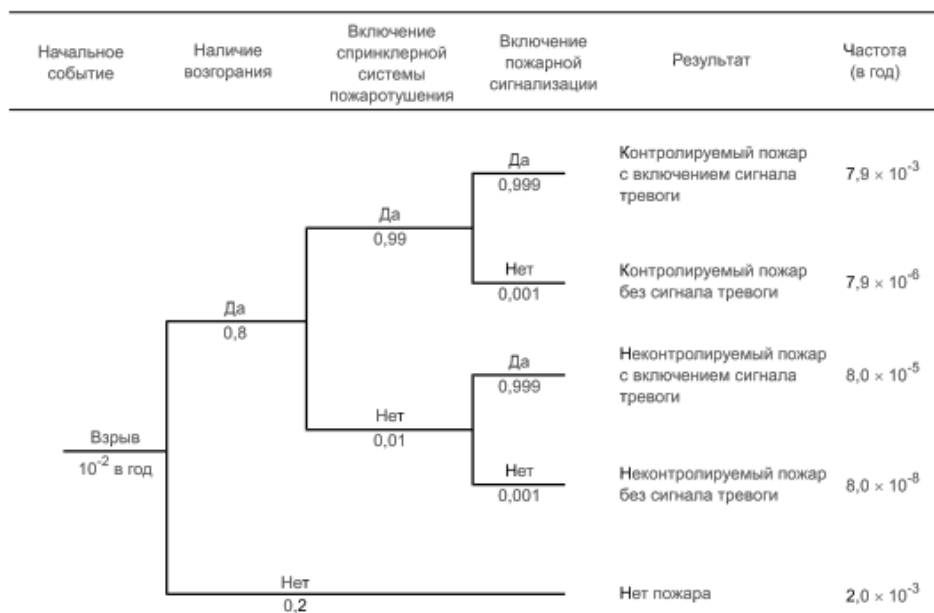 Начальное
событие
Наличие
возгорания
Включение
спринклерной
системы
пожаротушения
Включение
пожарной
сигнализации
Результат
Частота
(в год)
Да
0,999
Контролируемый пожар
с включением сигнала
тревоги
7,9 × 10⁻³
Да
0,99
Нет
0,001
Контролируемый пожар
без сигнала тревоги
7,9 × 10⁻⁶
Да
0,8
Да
0,999
Неконтролируемый пожар
с включением сигнала
тревоги
8,0 × 10⁻⁵
Нет
0,01
Взрыв
10⁻² в год
Нет
0,001
Неконтролируемый пожар
без сигнала тревоги
8,0 × 10⁻⁸
Нет
0,2
Нет пожара
2,0 × 10⁻³